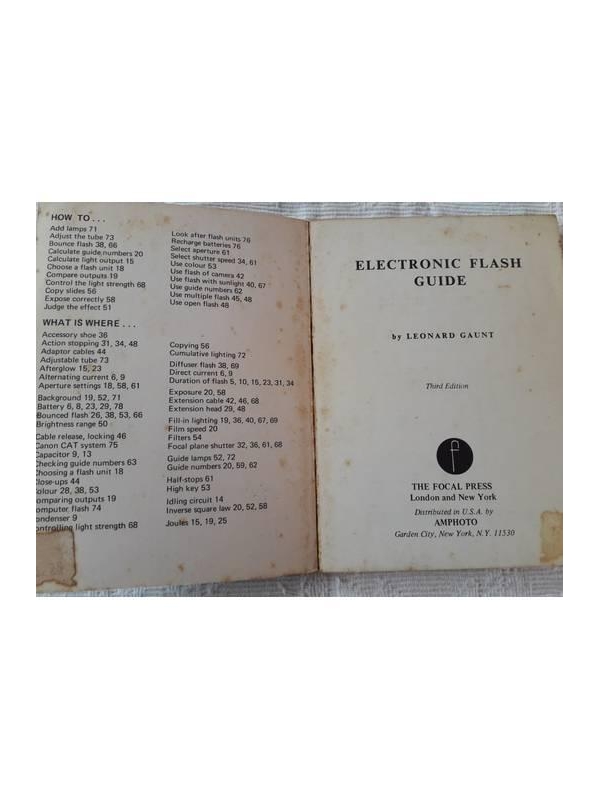 HOW TO . . .
Add lamps 71
Adjust the tube 73
Bounce flash 38, 66
Calculate guide numbers 20
Calculate light output 15
Choose a flash unit 18
Compare outputs 19
Control the light strength 68
Copy slides 56
Expose correctly 58
Judge the effect 51
Look after flash units 76
Recharge batteries 76
Select aperture 61
Select shutter speed 34, 61
Use colour 53
Use flash of camera 42
Use flash with sunlight 40, 67
Use guide numbers 62
Use multiple flash 45, 48
Use open flash 48
WHAT IS WHERE . . .
Accessory shoe 36
Action stopping 31, 34, 48
Adaptor cables 44
Adjustable tube 73
Afterglow 15, 23
Alternating current 6, 9
Aperture settings 18, 58, 61
Background 19, 52, 71
Battery 6, 8, 23, 29, 78
Bounced flash 26, 38, 53, 66
Brightness range 50
Cable release, locking 46
Canon CAT system 75
Capacitor 9, 13
Checking guide numbers 63
Choosing a flash unit 18
Close-ups 44
Colour 28, 38, 53
omparing outputs 19
omputer flash 74
ondenser 9
ontrolling light strength 68
Copying 56
Cumulative lighting 72
Diffuser flash 38, 69
Direct current 6, 9
Duration of flash 5, 10, 15, 23, 31, 34
Exposure 20, 58
Extension cable 42, 46, 68
Extension head 29, 48
Fill-in lighting 19, 36, 40, 67, 69
Film speed 20
Filters 54
Focal plane shutter 32, 36, 61, 68
Guide lamps 52, 72
Guide numbers 20, 59, 62
Half-stops 61
High key 53
Idling circuit 14
Inverse square law 20, 52, 58
Joules 15, 19, 25
ELECTRONIC FLASH
GUIDE
by LEONARD GAUNT
Third Edition
f
THE FOCAL PRESS
London and New York
Distributed in U.S.A. by
AMPHOTO
Garden City, New York, N.Y. 11530